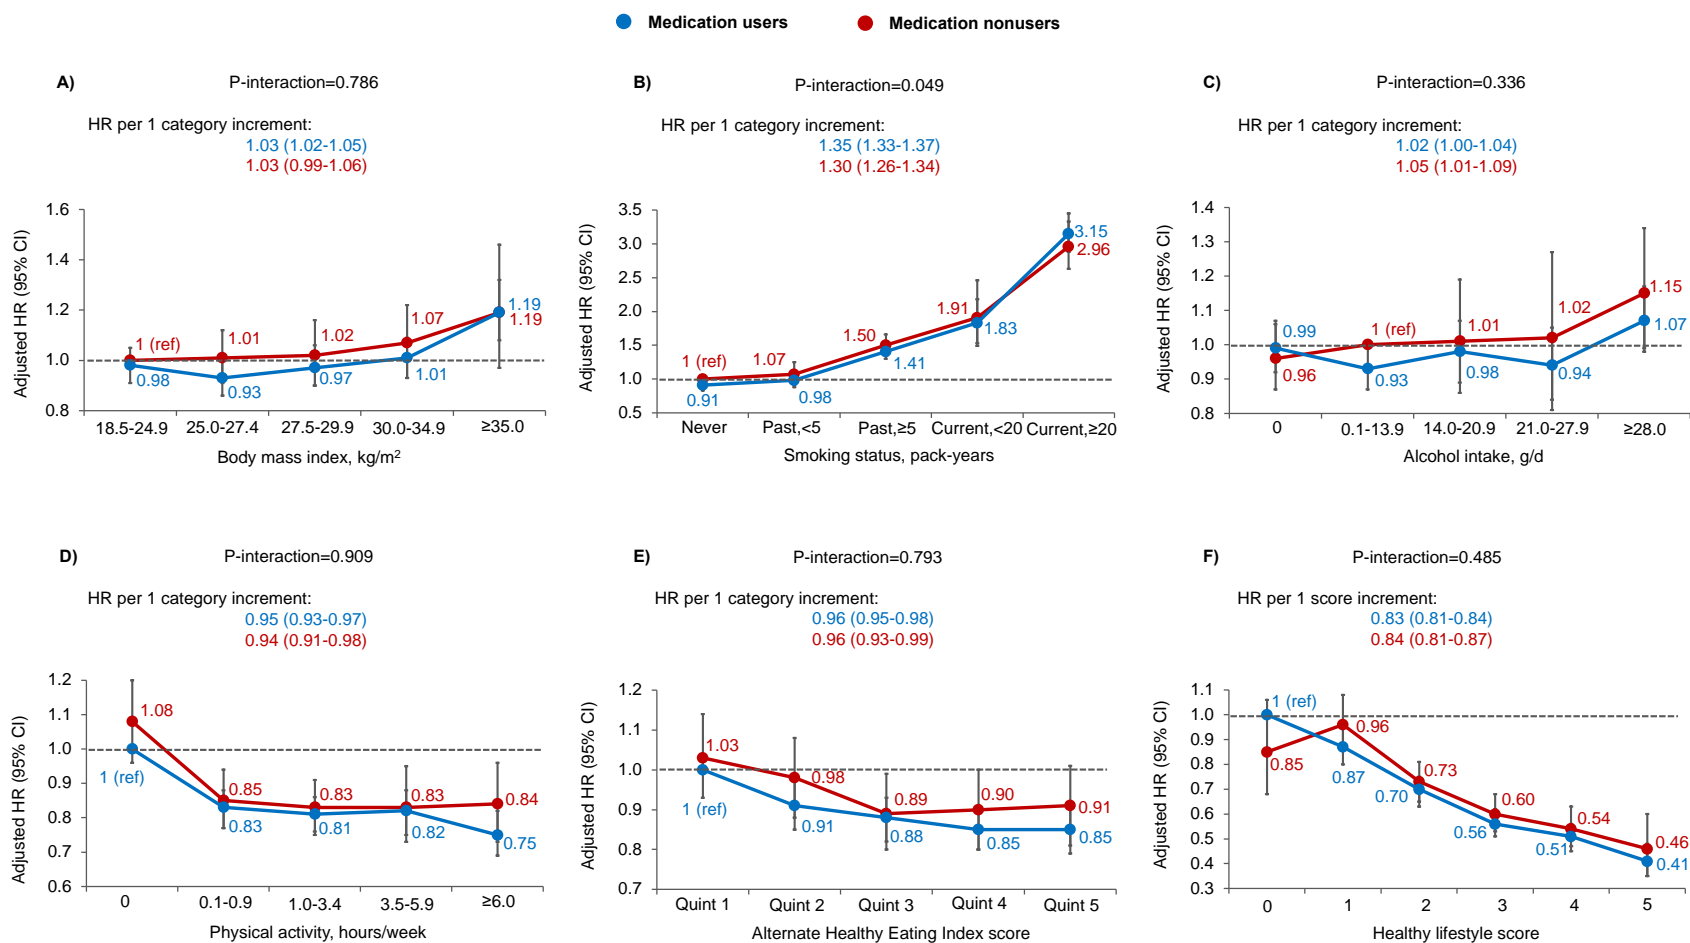 Medication users
Medication nonusers
A)
P-interaction=0.786
HR per 1 category increment:
1.03 (1.02-1.05)
1.03 (0.99-1.06)
Adjusted HR (95% CI)
1.6
1.4
1.2
1.0
0.8
1 (ref)
1.01
1.02
1.07
1.19
1.19
0.98
0.93
0.97
1.01
18.5-24.9
25.0-27.4
27.5-29.9
30.0-34.9
≥35.0
Body mass index, kg/m²
B)
P-interaction=0.049
HR per 1 category increment:
1.35 (1.33-1.37)
1.30 (1.26-1.34)
Adjusted HR (95% CI)
3.5
3.0
2.5
2.0
1.5
1.0
0.5
1 (ref)
1.07
1.50
1.91
3.15
2.96
0.91
0.98
1.41
1.83
Never
Past,<5
Past,≥5
Current,<20
Current,≥20
Smoking status, pack-years
C)
P-interaction=0.336
HR per 1 category increment:
1.02 (1.00-1.04)
1.05 (1.01-1.09)
Adjusted HR (95% CI)
1.4
1.3
1.2
1.1
1.0
0.9
0.8
0.99
1 (ref)
1.01
1.02
1.15
0.96
0.93
0.98
0.94
1.07
0
0.1-13.9
14.0-20.9
21.0-27.9
≥28.0
Alcohol intake, g/d
D)
P-interaction=0.909
HR per 1 category increment:
0.95 (0.93-0.97)
0.94 (0.91-0.98)
Adjusted HR (95% CI)
1.2
1.1
1.0
0.9
0.8
0.7
0.6
1.08
0.85
0.83
0.83
0.84
1 (ref)
0.83
0.81
0.82
0.75
0
0.1-0.9
1.0-3.4
3.5-5.9
≥6.0
Physical activity, hours/week
E)
P-interaction=0.793
HR per 1 category increment:
0.96 (0.95-0.98)
0.96 (0.93-0.99)
Adjusted HR (95% CI)
1.2
1.1
1.0
0.9
0.8
0.7
1.03
0.98
0.89
0.90
0.91
1 (ref)
0.91
0.88
0.85
0.85
Quint 1
Quint 2
Quint 3
Quint 4
Quint 5
Alternate Healthy Eating Index score
F)
P-interaction=0.485
HR per 1 score increment:
0.83 (0.81-0.84)
0.84 (0.81-0.87)
Adjusted HR (95% CI)
1.1
1.0
0.9
0.8
0.7
0.6
0.5
0.4
0.3
1 (ref)
0.96
0.73
0.60
0.54
0.46
0.85
0.87
0.70
0.56
0.51
0.41
0
1
2
3
4
5
Healthy lifestyle score